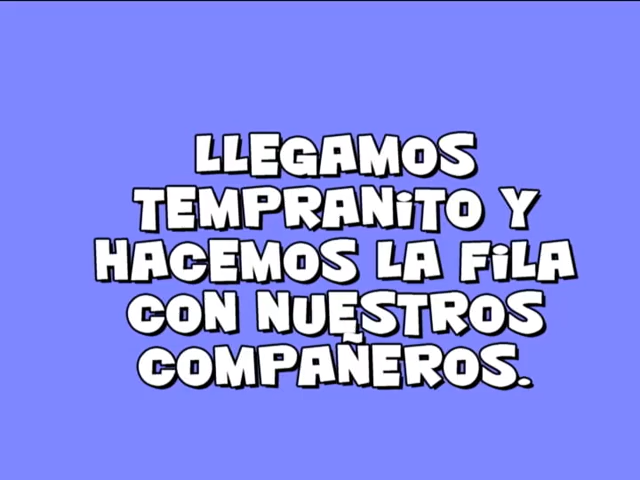 LLEGAMOS
TEMPRANiTO Y
HACEMOS LA FiLA
CON NUESTROS
COMPAÑEROS.